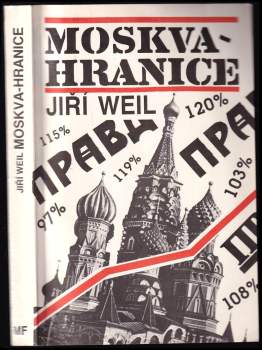 JIŘÍ WEIL MOSKVA-HRANICE
MF
MOSKVA-
HRANICE
JIŘÍ WEIL
115%
120%
ПРАВД
ПРА
119%
103%
97%
108%